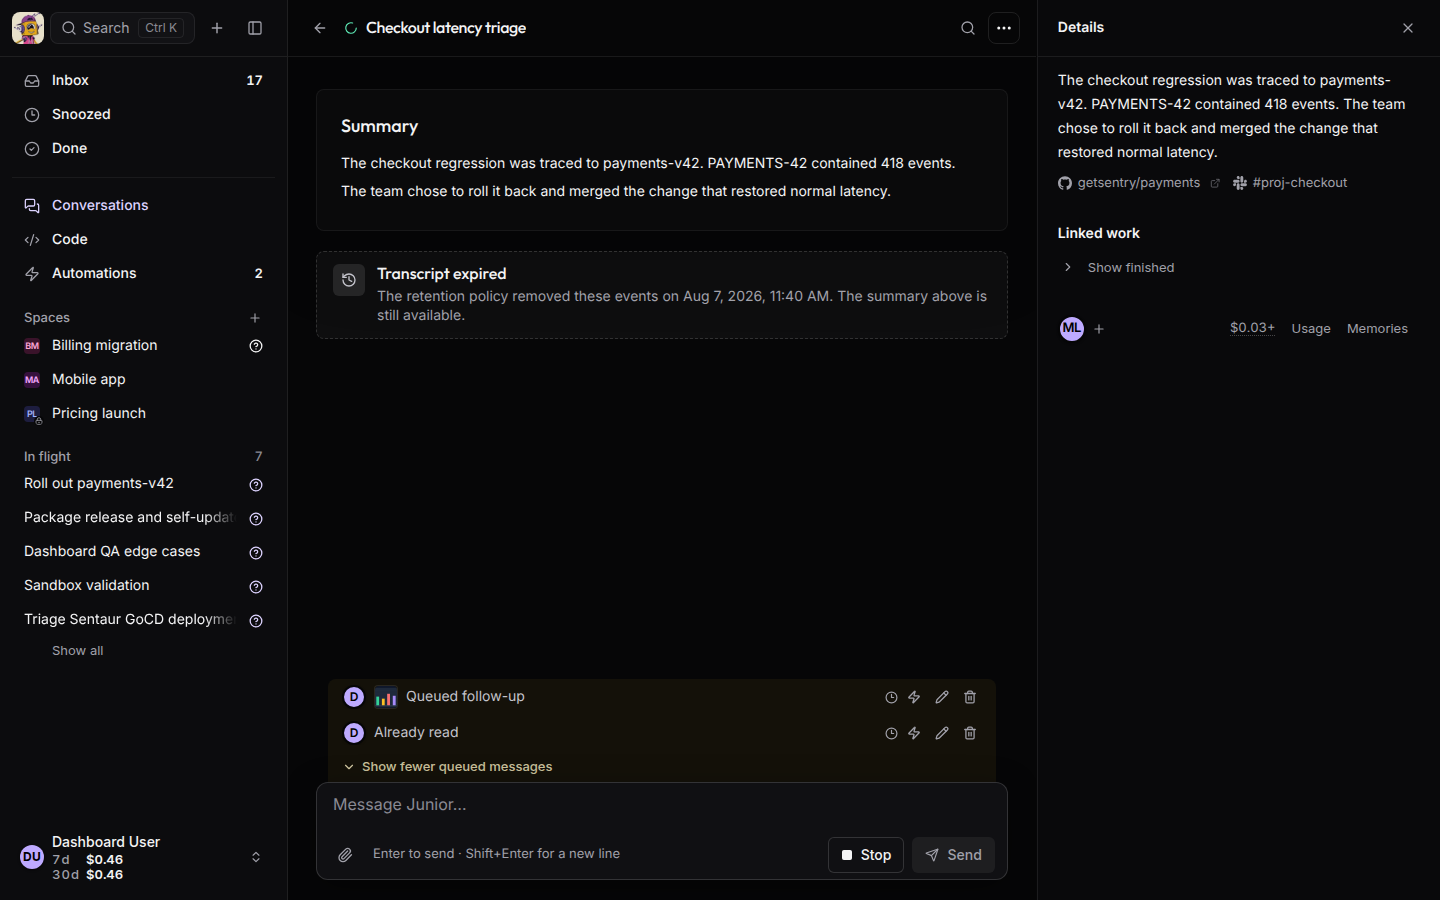 Search
Ctrl K
Inbox
17
Snoozed
Done
Conversations
Code
Automations
2
Spaces
BM
Billing migration
MA
Mobile app
PL
Pricing launch
In flight
7
Roll out payments-v42
Package release and self-updat
Dashboard QA edge cases
Sandbox validation
Triage Sentaur GoCD deployme
Show all
DU
Dashboard User
7d $0.46
30d $0.46
Checkout latency triage
Summary
The checkout regression was traced to payments-v42. PAYMENTS-42 contained 418 events.
The team chose to roll it back and merged the change that restored normal latency.
Transcript expired
The retention policy removed these events on Aug 7, 2026, 11:40 AM. The summary above is
still available.
D
Queued follow-up
D
Already read
Show fewer queued messages
Message Junior...
Enter to send · Shift+Enter for a new line
Stop
Send
Details
The checkout regression was traced to payments-
v42. PAYMENTS-42 contained 418 events. The team
chose to roll it back and merged the change that
restored normal latency.
getsentry/payments
#proj-checkout
Linked work
Show finished
ML
$0.03+
Usage
Memories